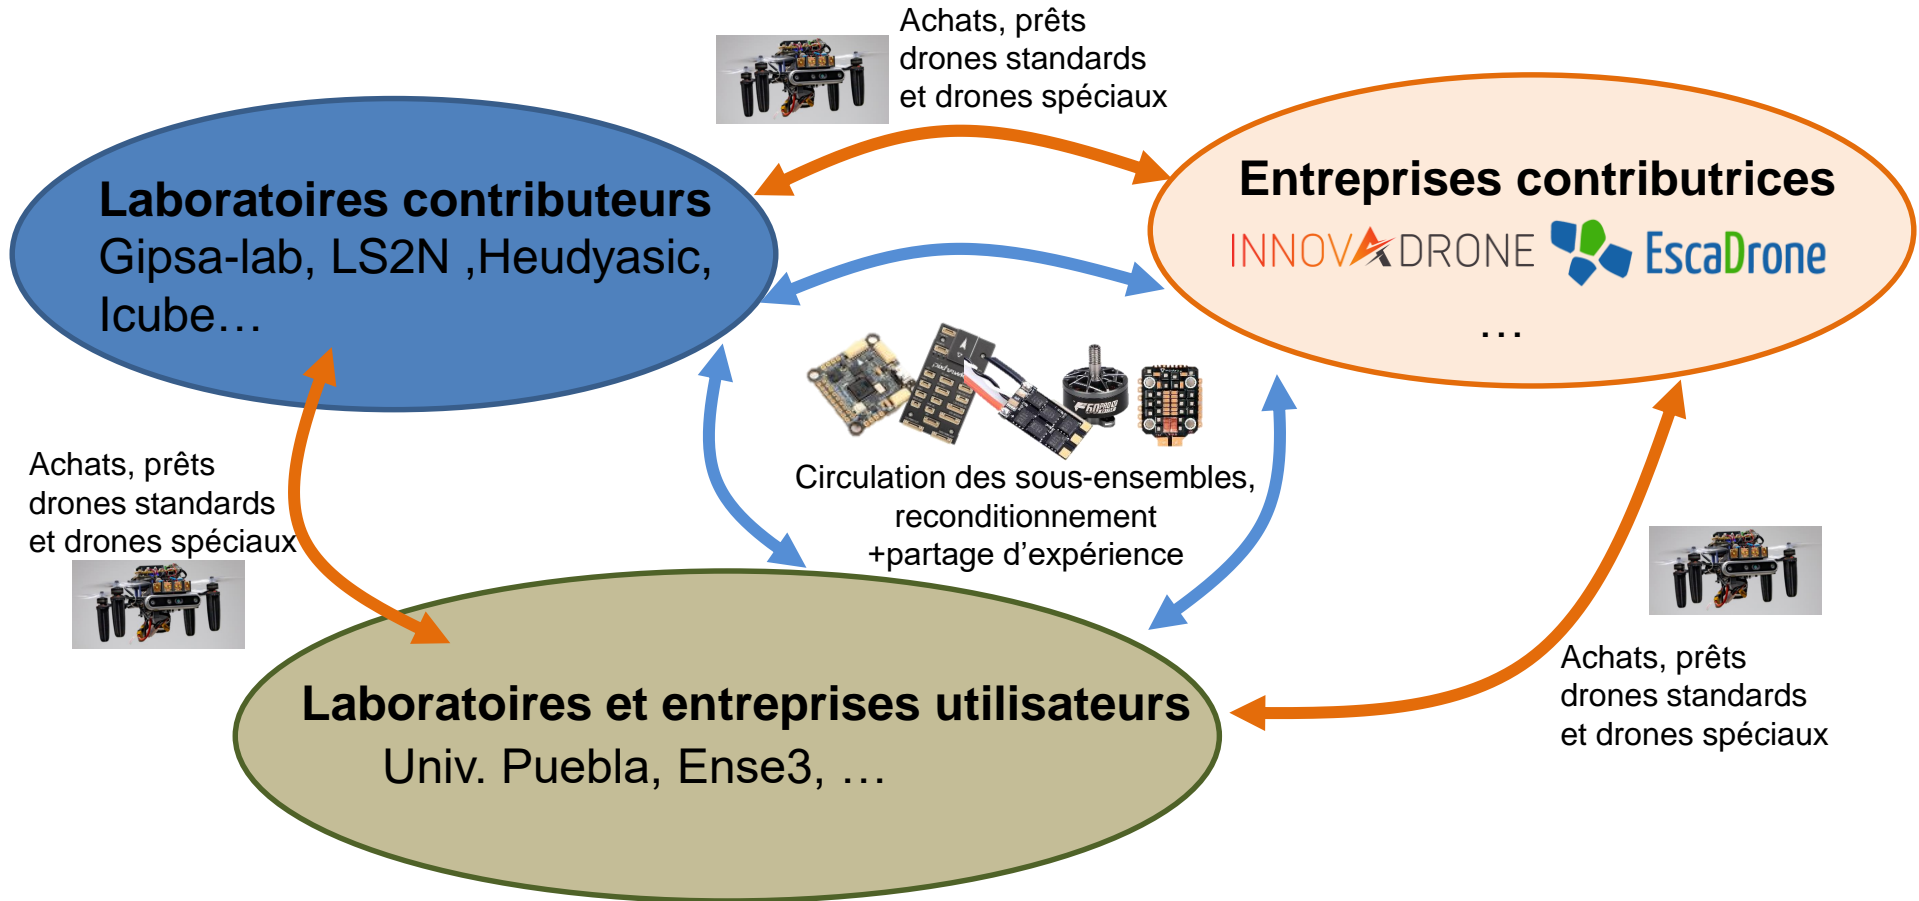 Achats, prêts
drones standards
et drones spéciaux
Laboratoires contributeurs
Gipsa-lab, LS2N ,Heudyasic,
Icube…
Entreprises contributrices
INNOVADRONE
EscaDrone
…
Circulation des sous-ensembles,
reconditionnement
+partage d’expérience
Achats, prêts
drones standards
et drones spéciaux
Laboratoires et entreprises utilisateurs
Univ. Puebla, Ense3, …
Achats, prêts
drones standards
et drones spéciaux